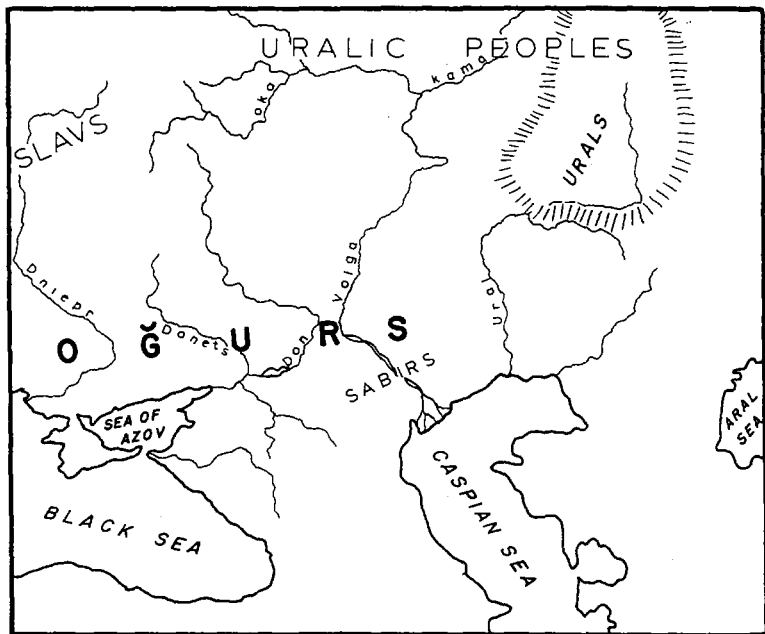 URALIC PEOPLES
kama
oka
SLAVS
URALS
Dniepr
Volga
Ural
Donets
Don
OĞURS
SABIRS
SEA OF
AZOV
ARAL
SEA
CASPIAN SEA
BLACK SEA